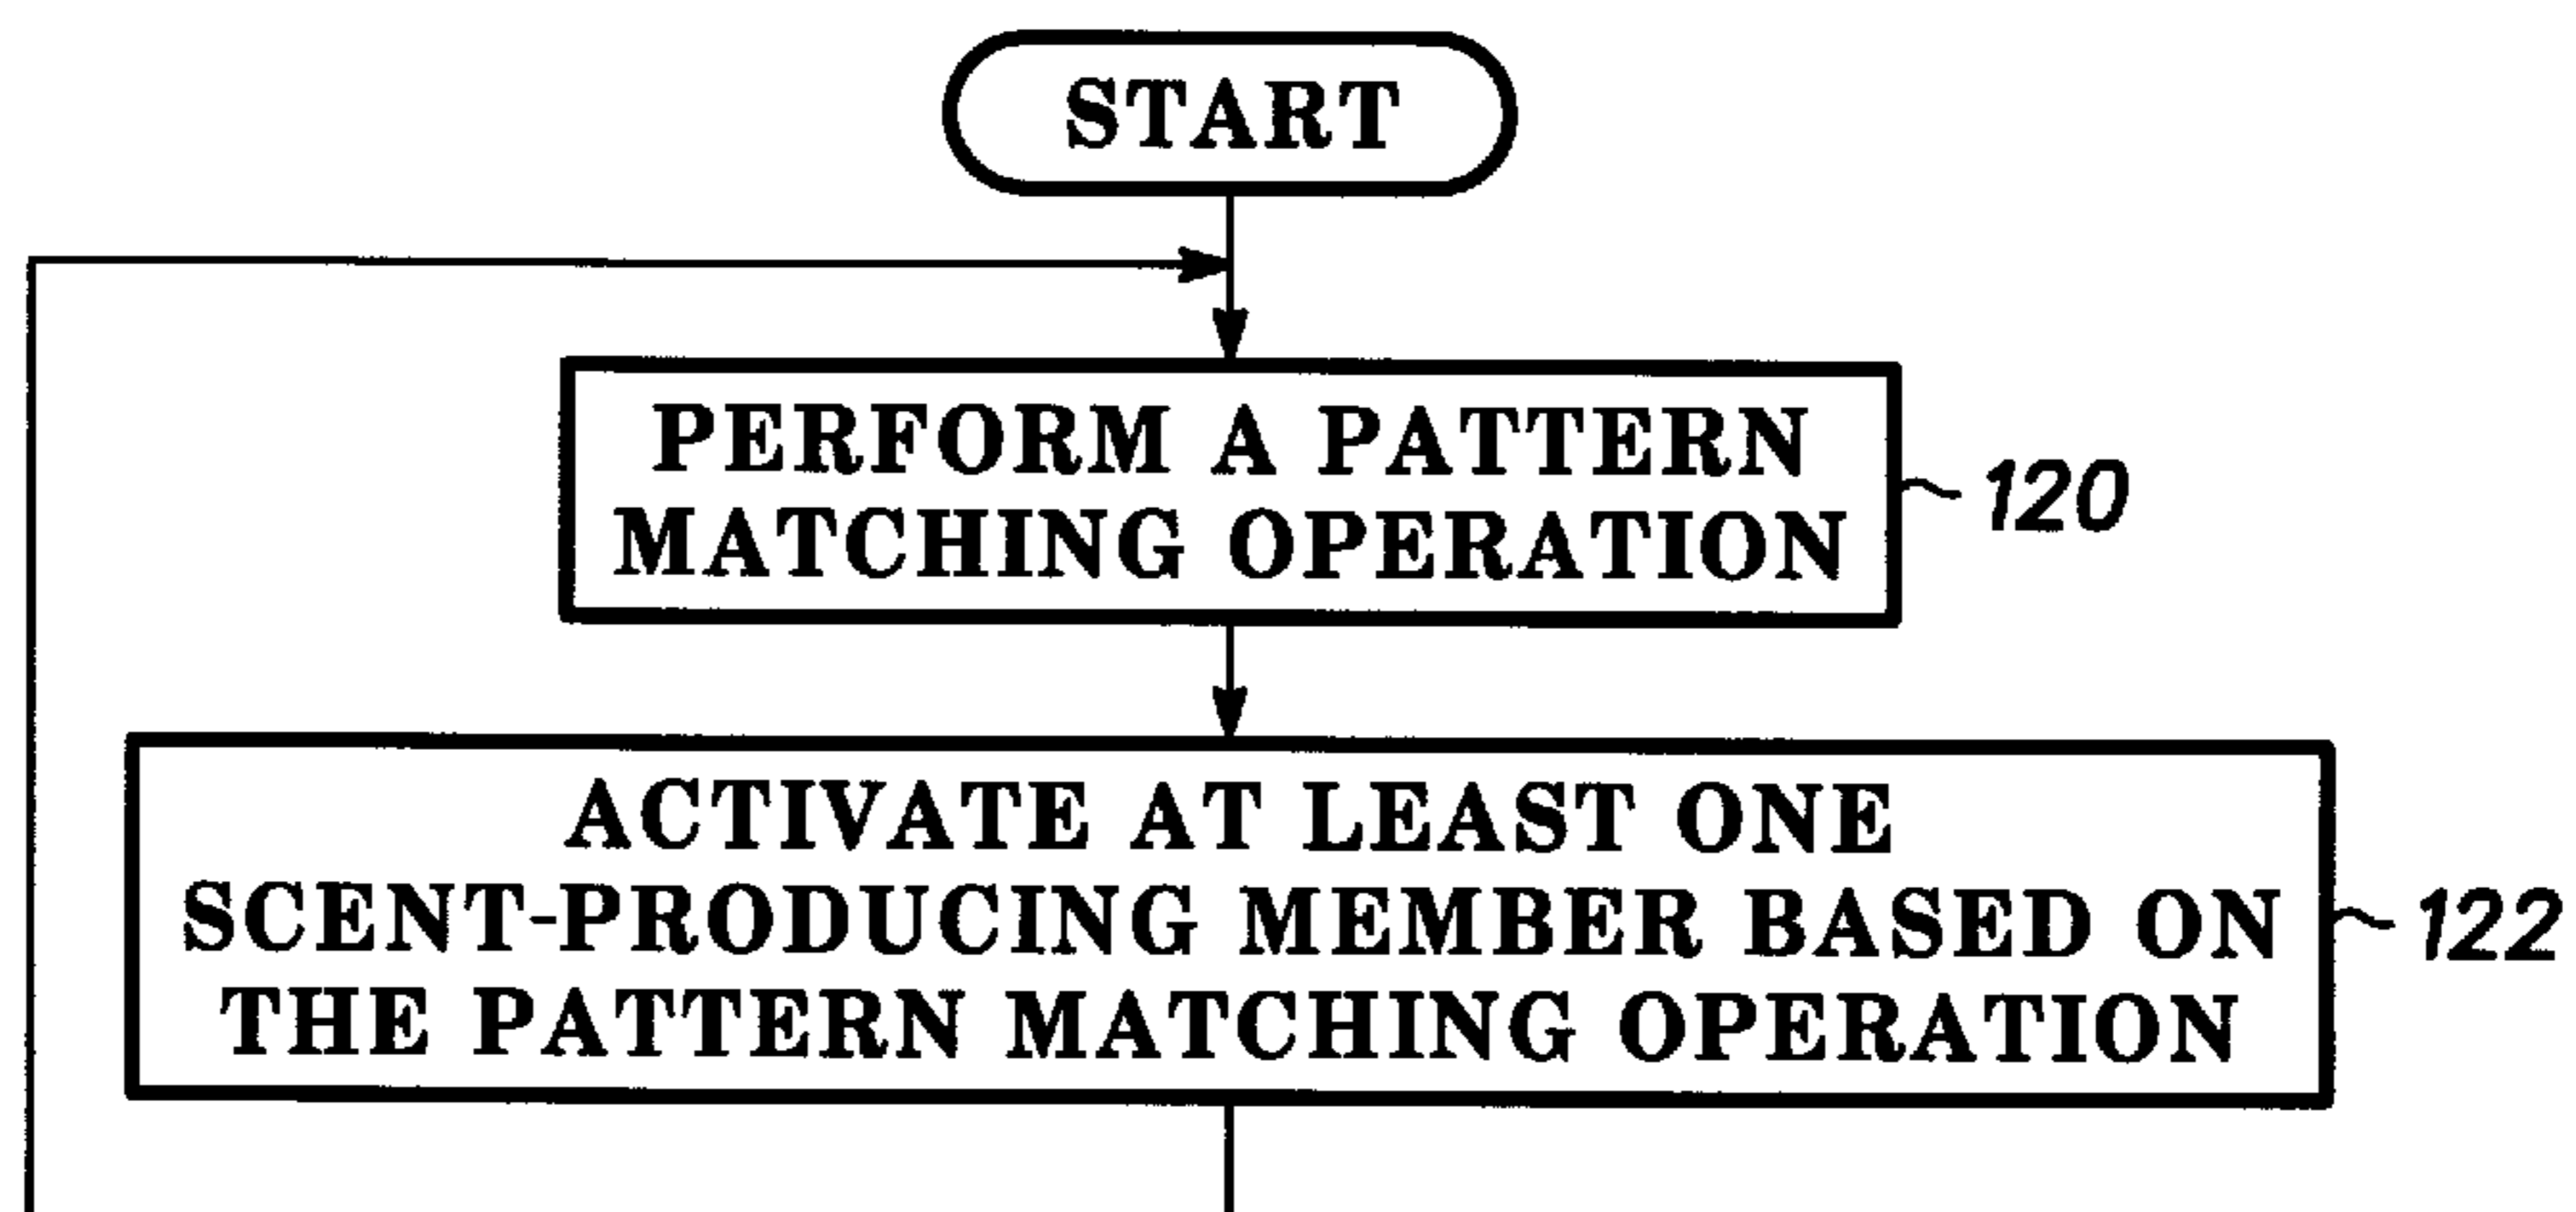 START
PERFORM A PATTERN
MATCHING OPERATION
120
ACTIVATE AT LEAST ONE
SCENT-PRODUCING MEMBER BASED ON
THE PATTERN MATCHING OPERATION
122